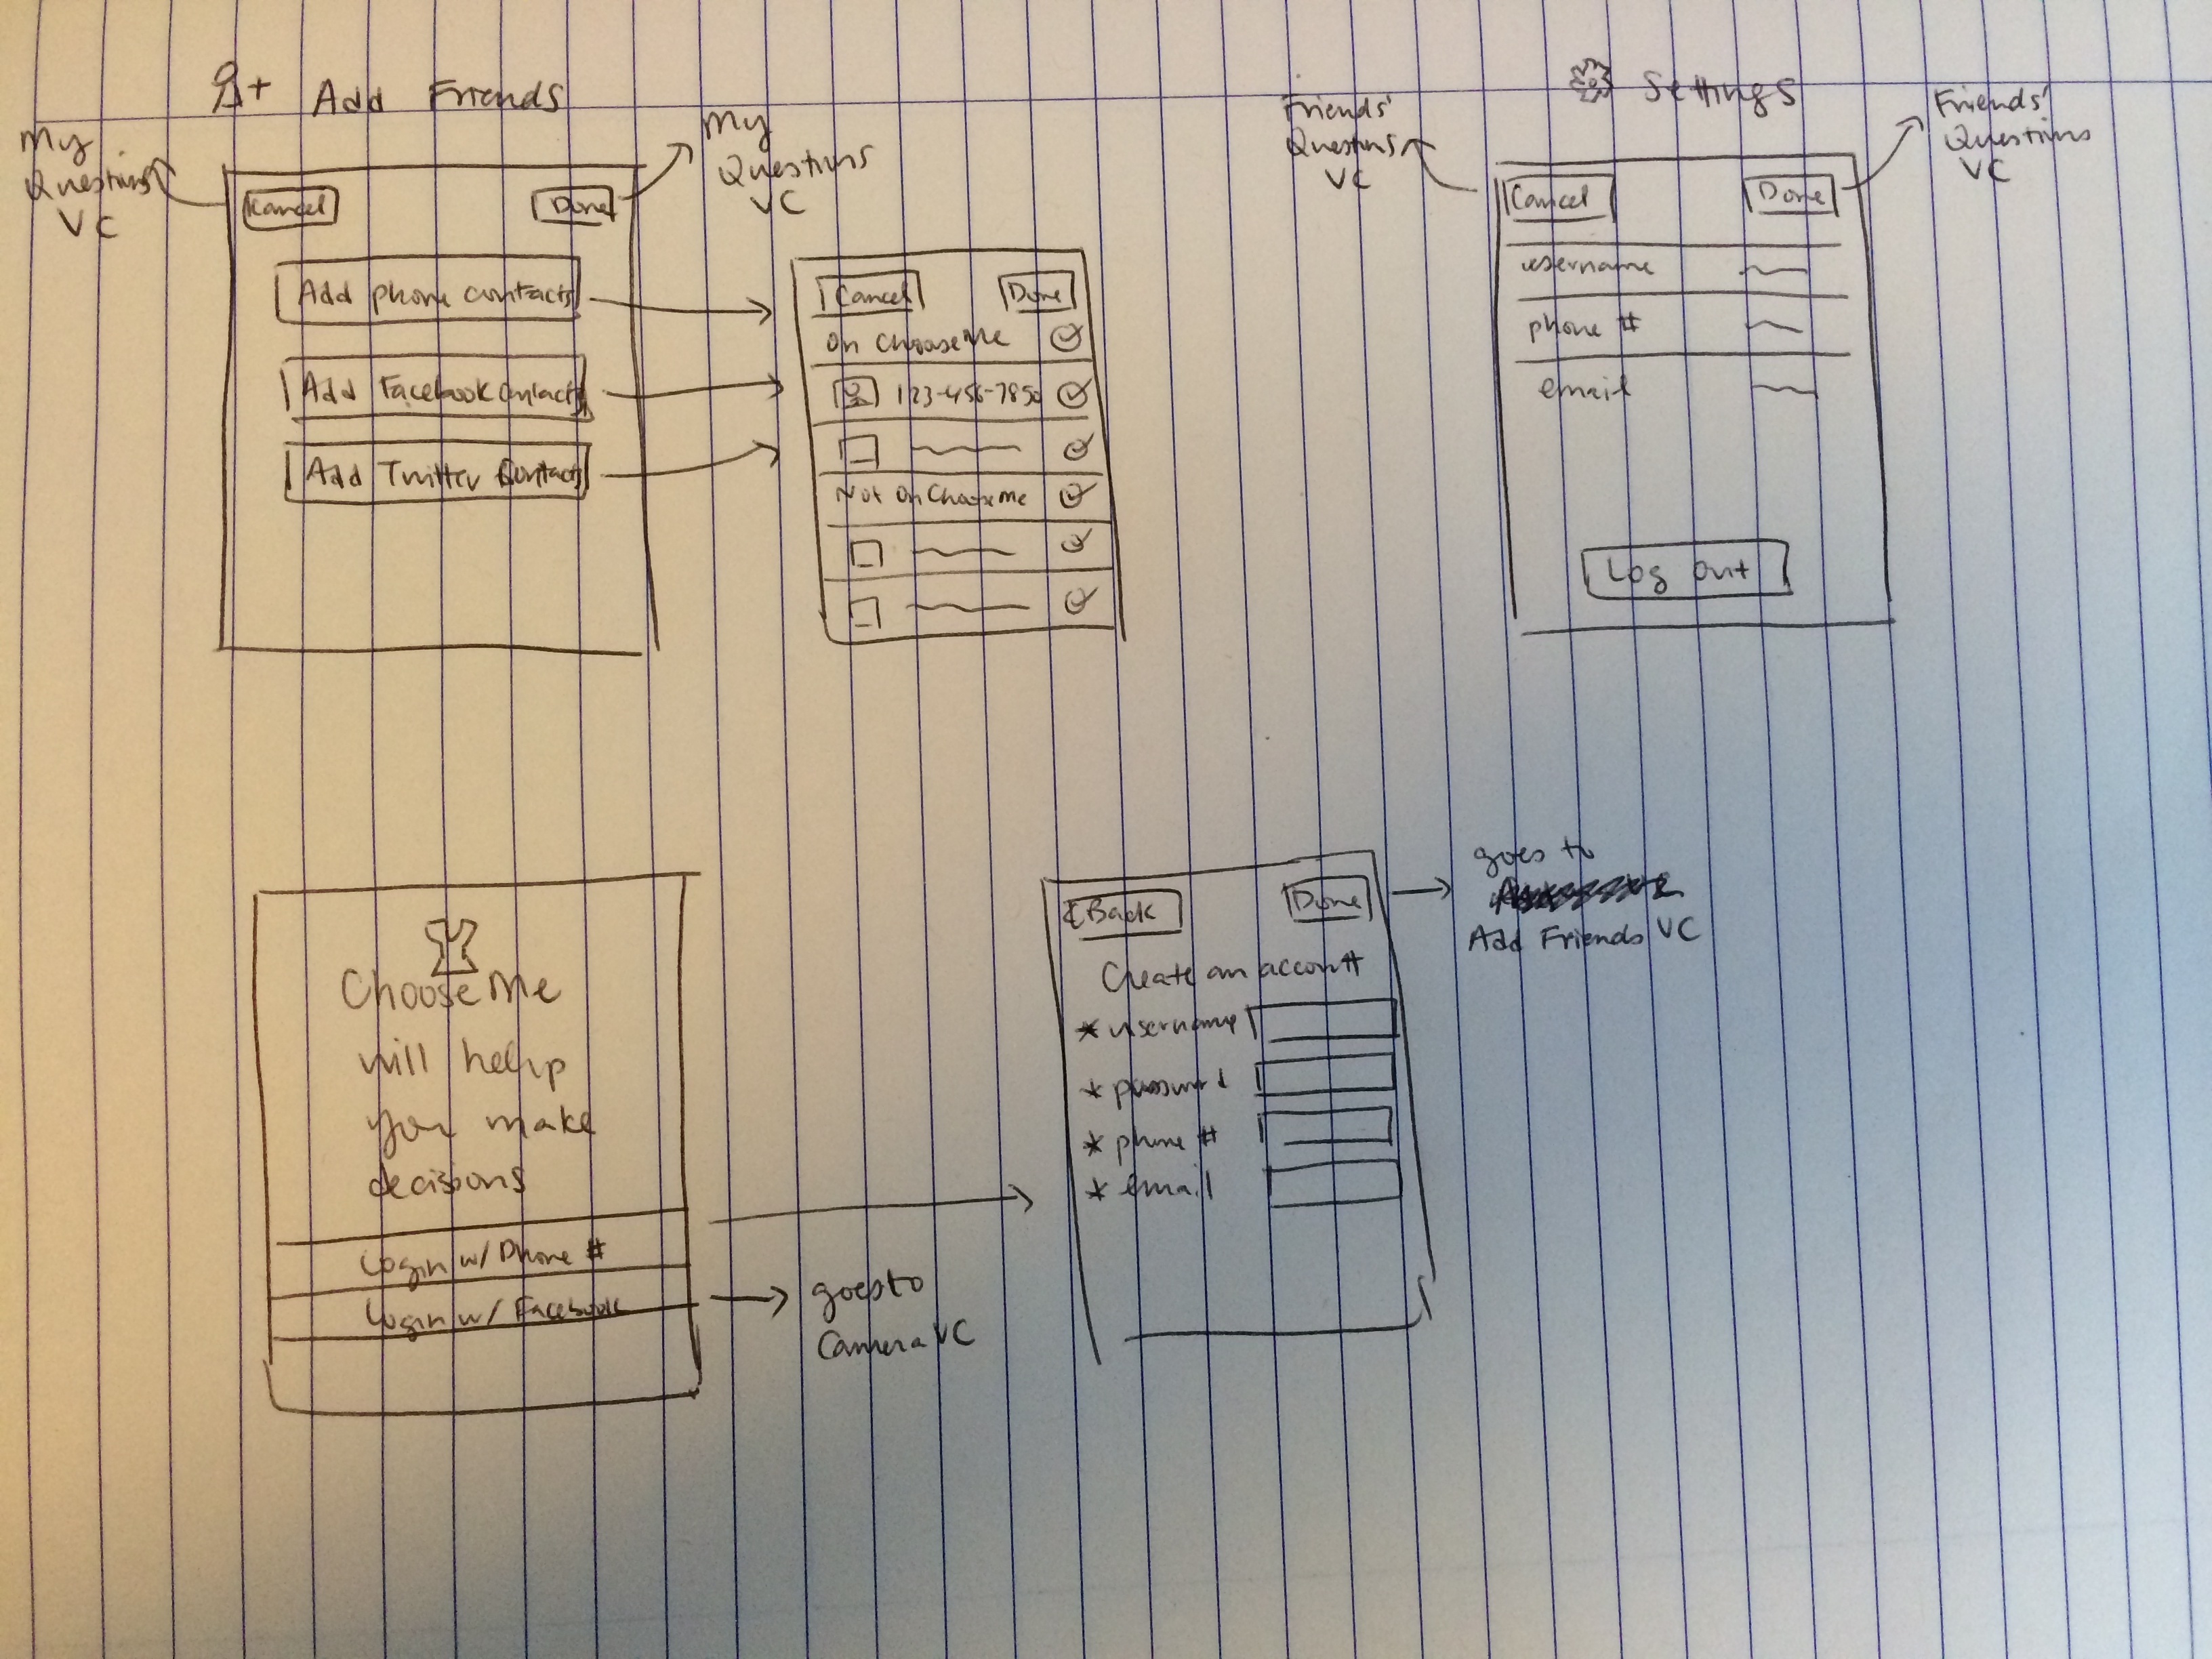 Add Friends
My
Questions
VC
My
Questions
VC
Cancel
Done
Add phone contacts
Add Facebook contacts
Add Twitter Contacts
Cancel
Done
On ChooseMe
123-456-7850
Not On ChooseMe
Settings
Friends'
Questions
VC
Friends'
Questions
VC
Cancel
Done
username
phone #
email
Log Out
ChooseMe
will help
you make
decisions
Login w/ Phone #
Login w/ Facebook
goes to
Camera VC
<Back
Done
Create an account
* username
* password
* phone #
* email
goes to
Add Friends VC